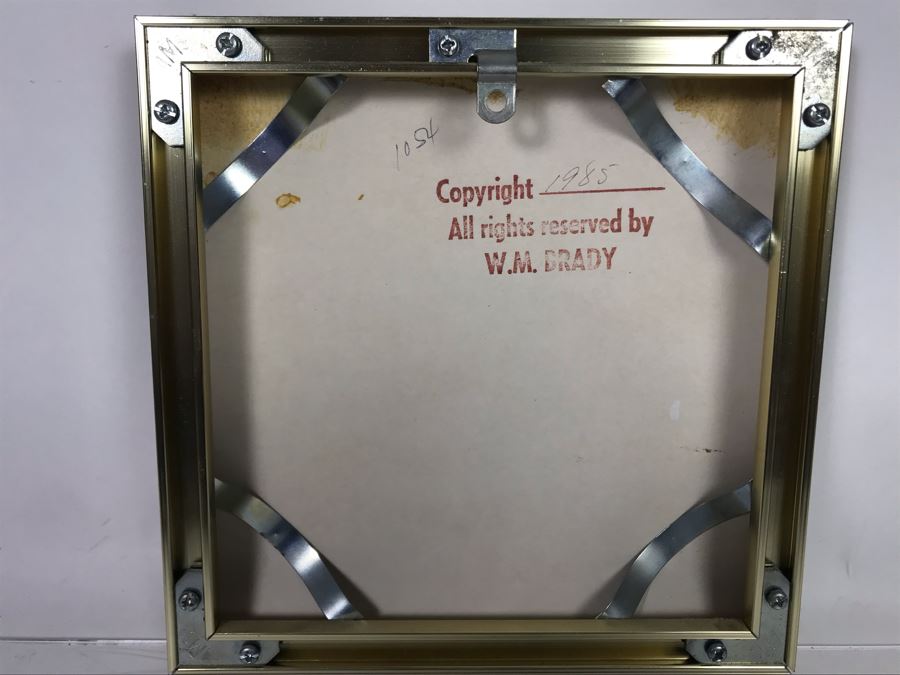 1054
Copyright 1985
All rights reserved by
W.M. BRADY